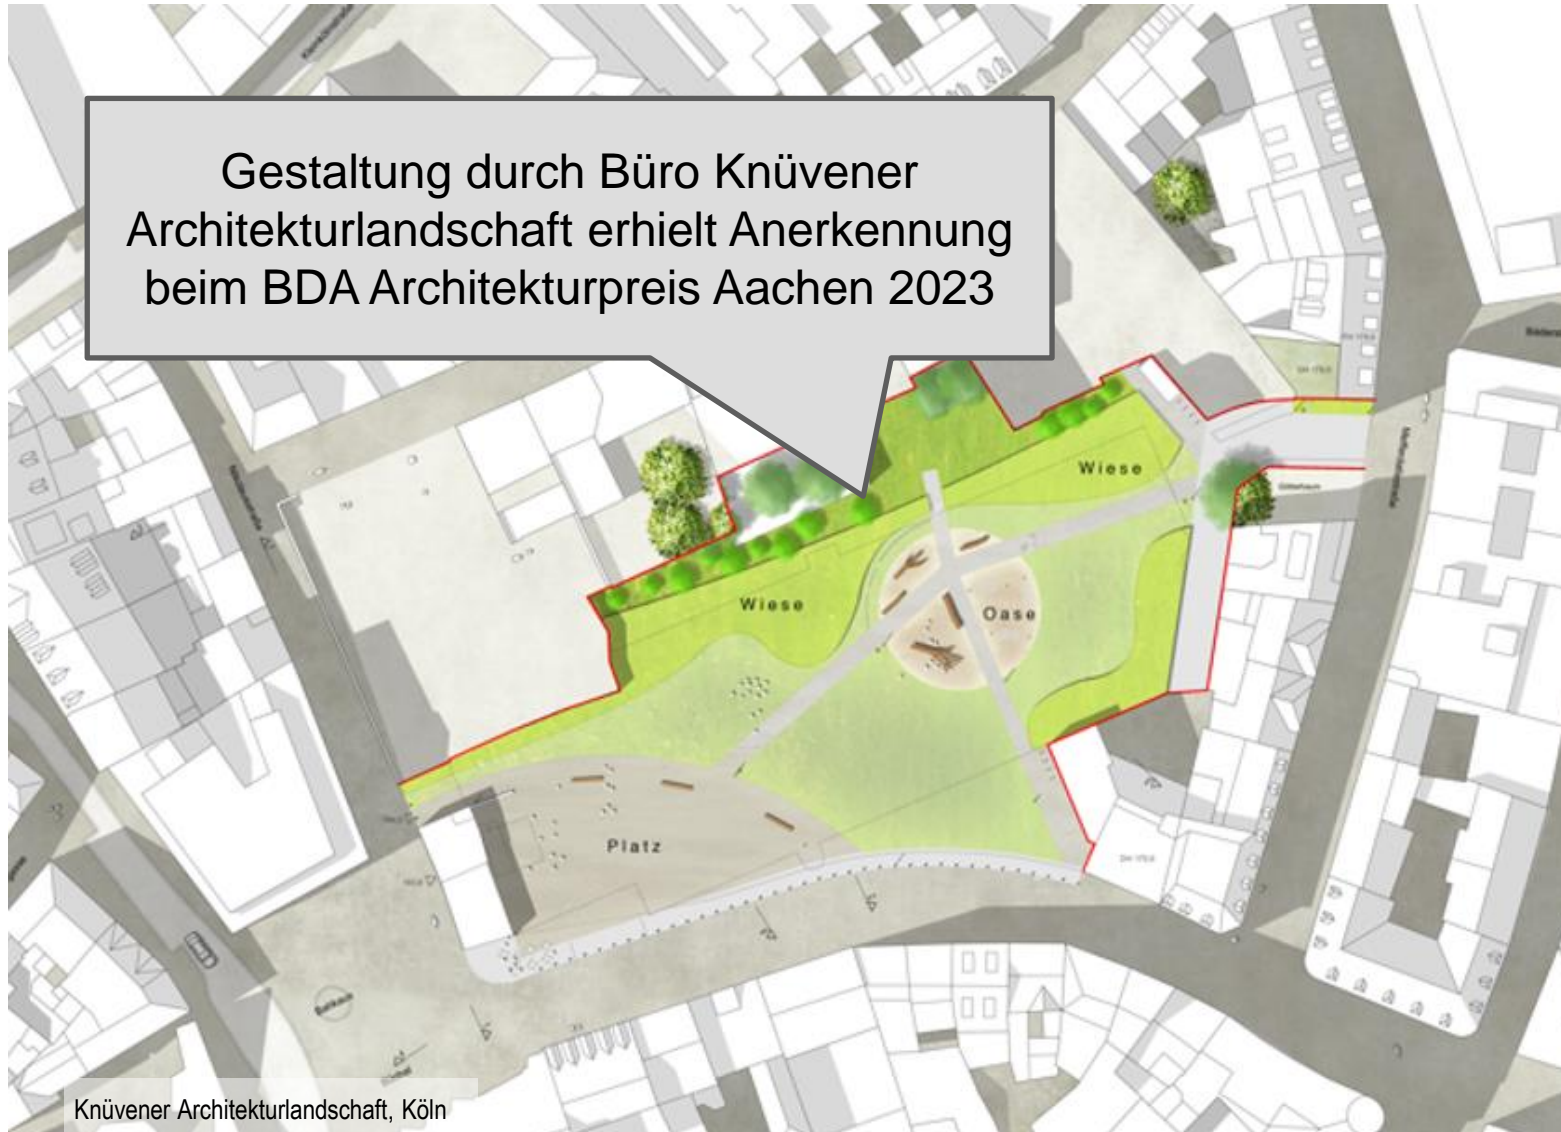 Gestaltung durch Büro Knüvener
Architekturlandschaft erhielt Anerkennung
beim BDA Architekturpreis Aachen 2023
Wiese
Wiese
Oase
Platz
Knüvener Architekturlandschaft, Köln